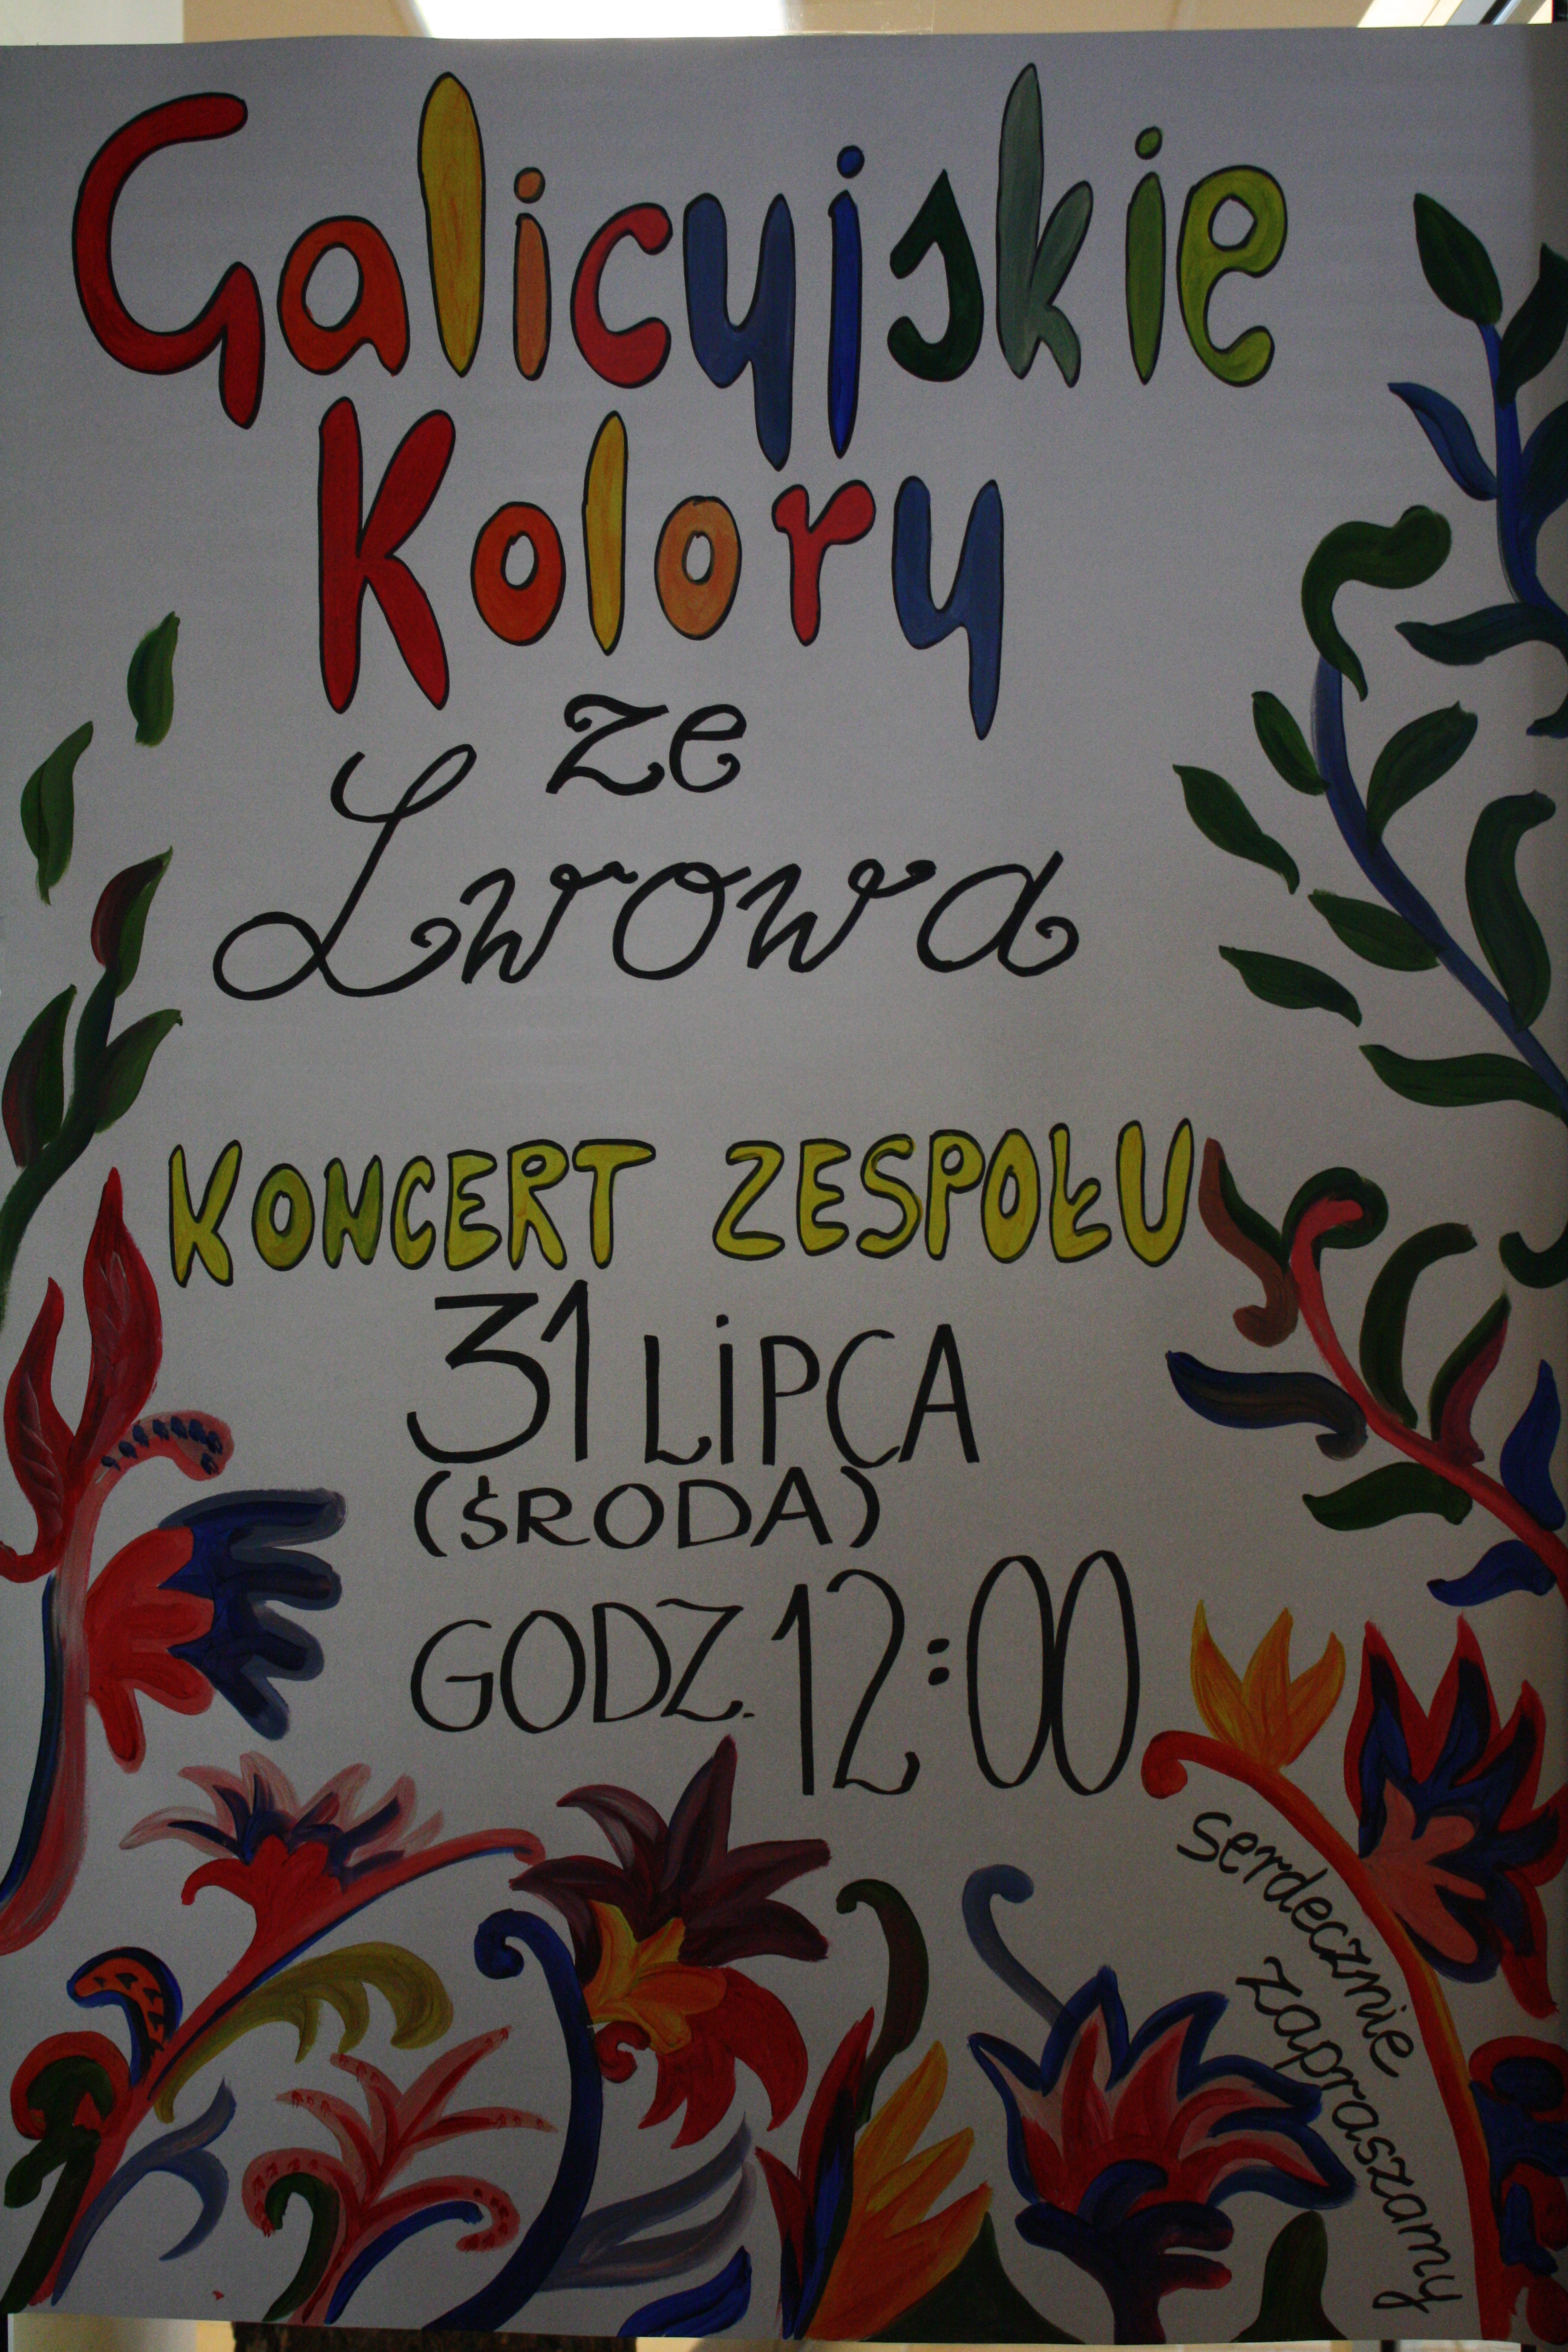 Galicyjskie
Kolory
ze
Lwowa
KONCERT ZESPOŁU
31 LiPCA
(ŚRODA)
GODZ. 12:00
serdecznie
zapraszamy